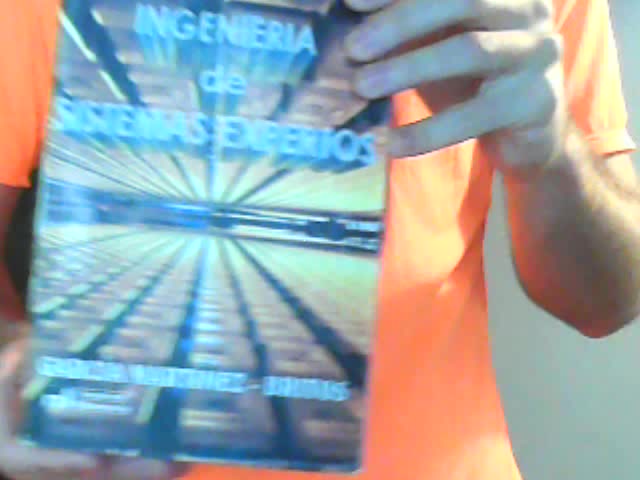 INGENIERIA
de
SISTEMAS EXPERTOS
GARCIA MARTINEZ - BRITOS